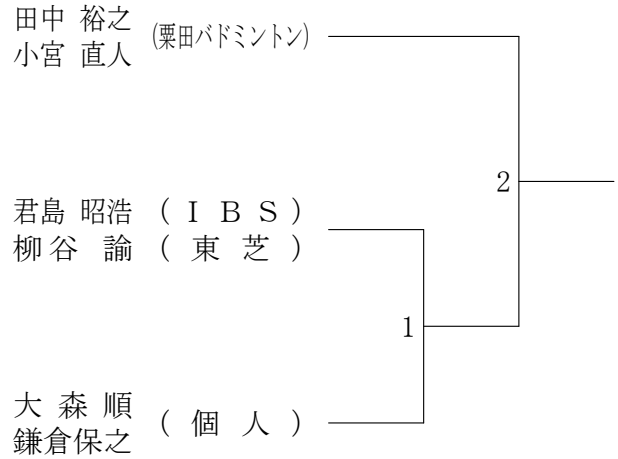 田中 裕之
小宮 直人
(粟田バドミントン)
2
君島 昭浩 (ＩＢＳ)
柳谷 諭 (東芝)
1
大森順
鎌倉保之
(個人)